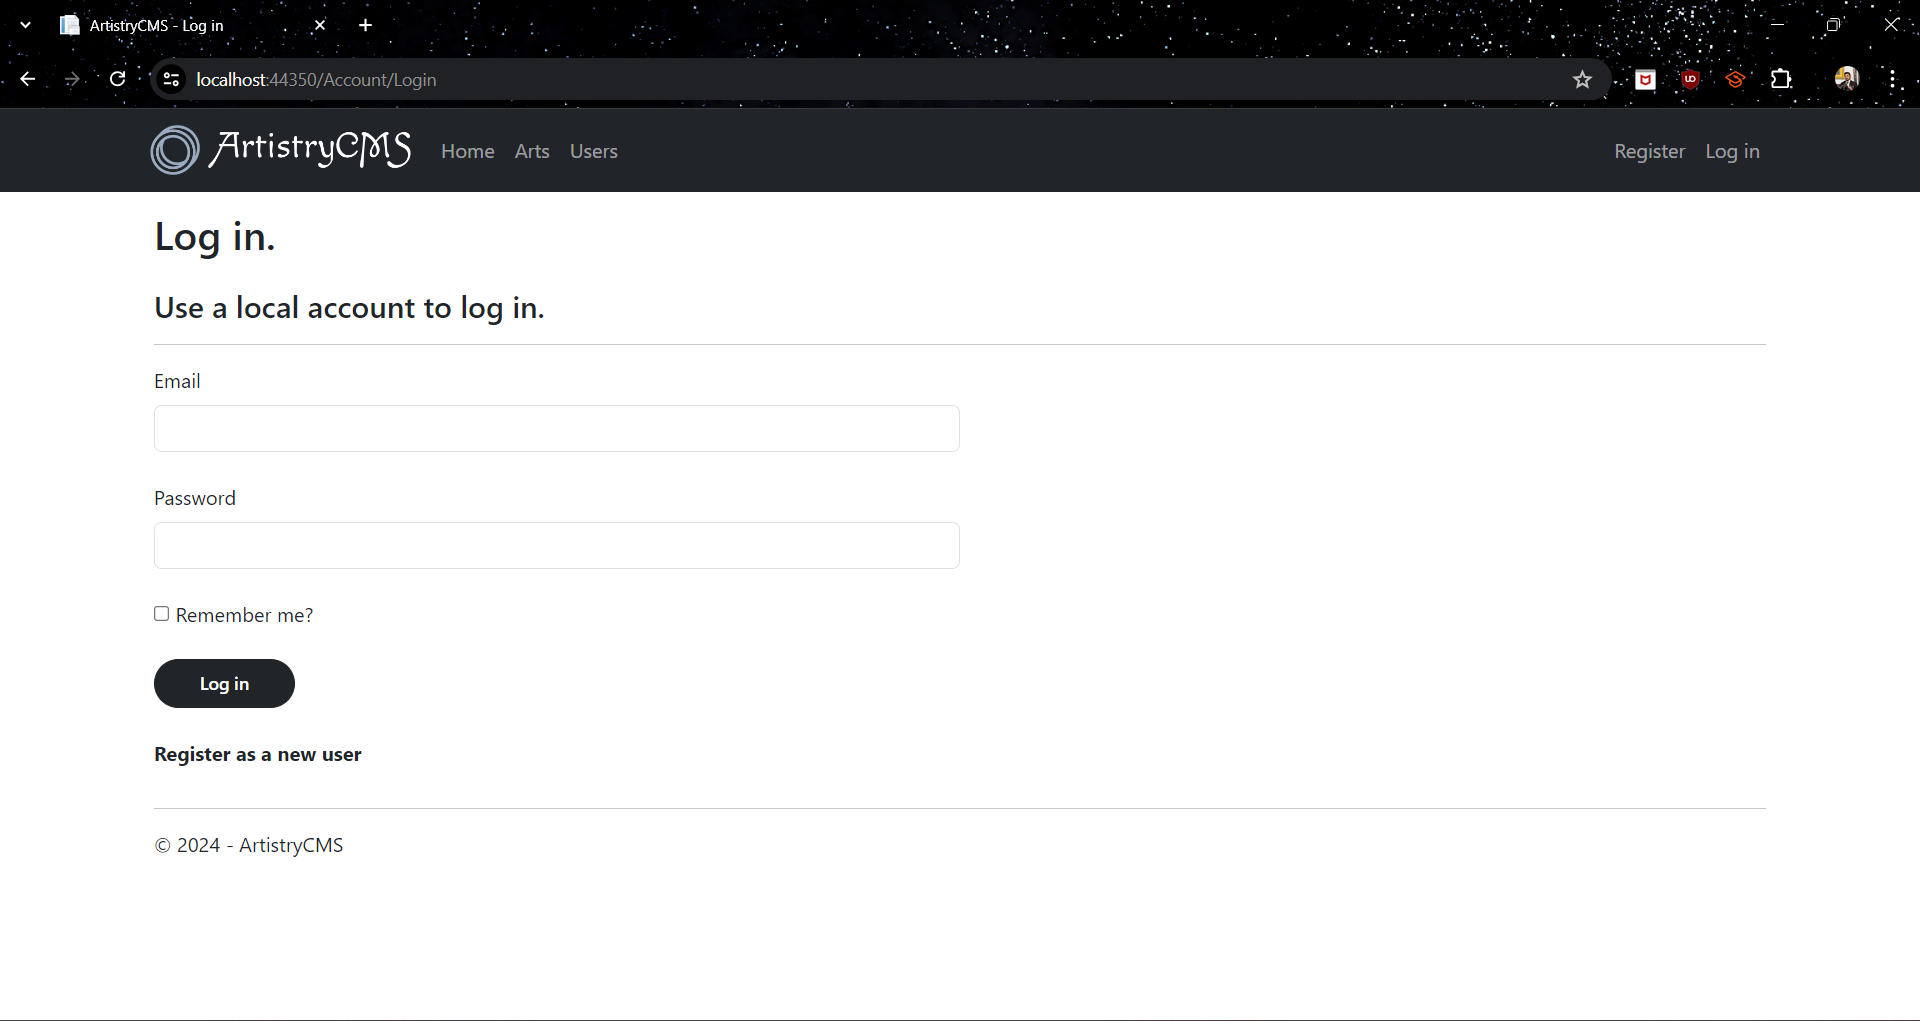 ArtistryCMS - Log in
localhost:44350/Account/Login
ArtistryCMS Home Arts Users Register Log in
Log in.
Use a local account to log in.
Email
Password
Remember me?
Log in
Register as a new user
© 2024 - ArtistryCMS